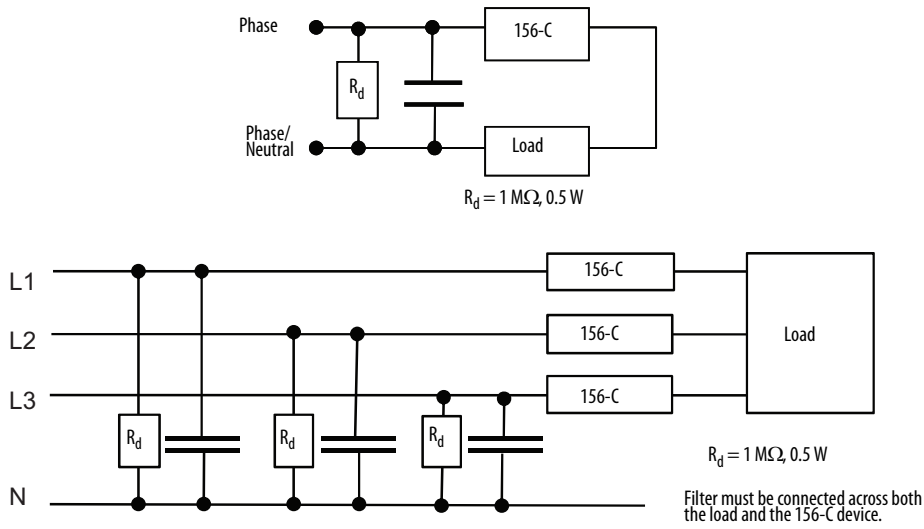 Phase
156-C
Rd
Phase/
Neutral
Load
Rd = 1 MΩ, 0.5 W
L1
156-C
L2
156-C
Load
L3
156-C
Rd
Rd
Rd
Rd = 1 MΩ, 0.5 W
N
Filter must be connected across both
the load and the 156-C device.